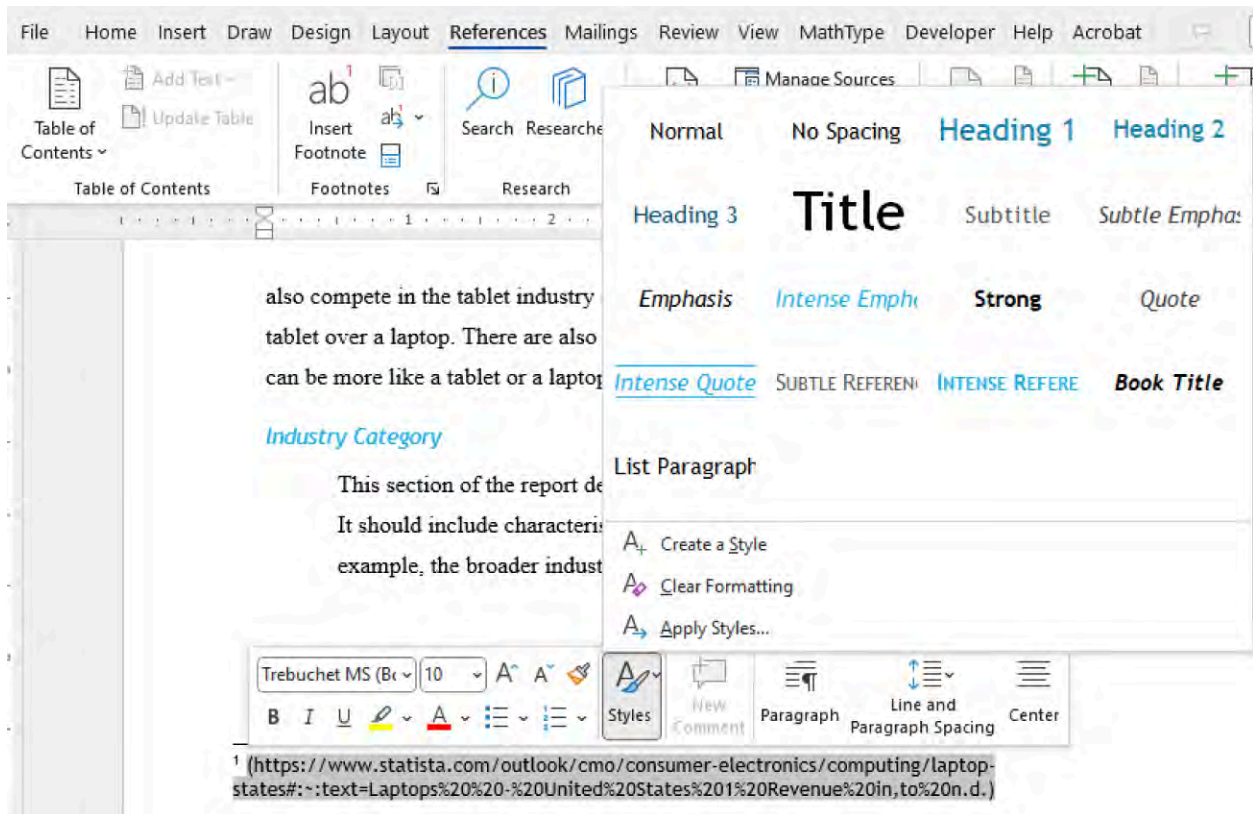 File Home Insert Draw Design Layout References Mailings Review View MathType Developer Help Acrobat
Add Text
Update Table
Table of
Contents
Table of Contents
ab1
Insert
Footnote
ab1
Footnotes
Search
Researche
Research
Manage Sources
1 2
Normal No Spacing Heading 1 Heading 2
Heading 3 Title Subtitle Subtle Emphas
Emphasis Intense Empha Strong Quote
Intense Quote SUBTLE REFEREN INTENSE REFERE Book Title
List Paragraph
Create a Style
Clear Formatting
Apply Styles...
also compete in the tablet industry
tablet over a laptop. There are also
can be more like a tablet or a laptop
Industry Category
This section of the report de
It should include characteris
example, the broader indust
Trebuchet MS (Bo 10 A A
B I U A
Styles
New
Comment
Paragraph
Line and
Paragraph Spacing
Center
1 (https://www.statista.com/outlook/cmo/consumer-electronics/computing/laptop-
states#:~:text=Laptops%20%20-%20United%20States%201%20Revenue%20in,to%20n.d.)